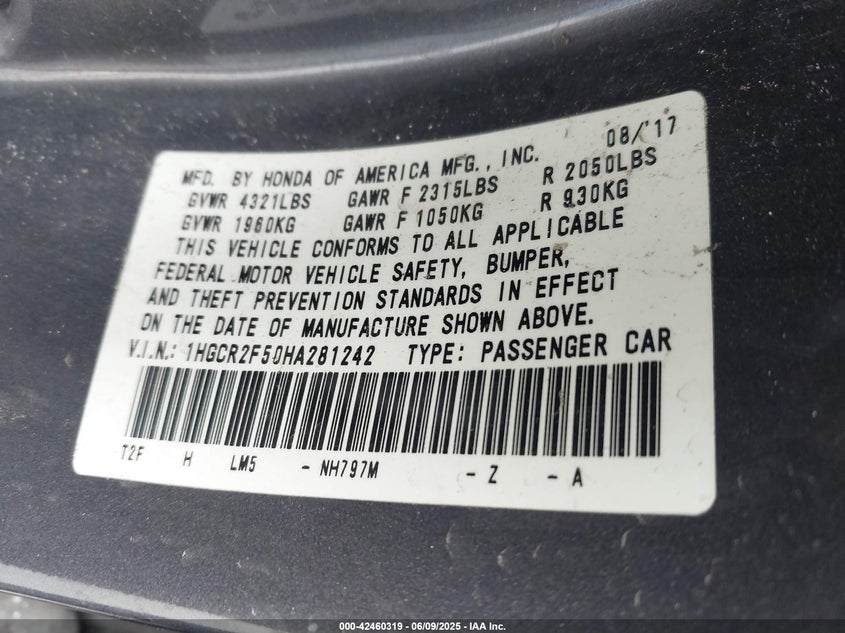 MFD. BY HONDA OF AMERICA MFG., INC. 08/'17
GVWR 4321LBS GAWR F 2315LBS R 2050LBS
GVWR 1960KG GAWR F 1050KG R 930KG
THIS VEHICLE CONFORMS TO ALL APPLICABLE
FEDERAL MOTOR VEHICLE SAFETY, BUMPER,
AND THEFT PREVENTION STANDARDS IN EFFECT
ON THE DATE OF MANUFACTURE SHOWN ABOVE.
V.I.N.: 1HGCR2F50HA281242 TYPE: PASSENGER CAR
T2F H LM5 - NH797M - Z - A
000-42460319 | 06/09/2025 - IAA Inc.